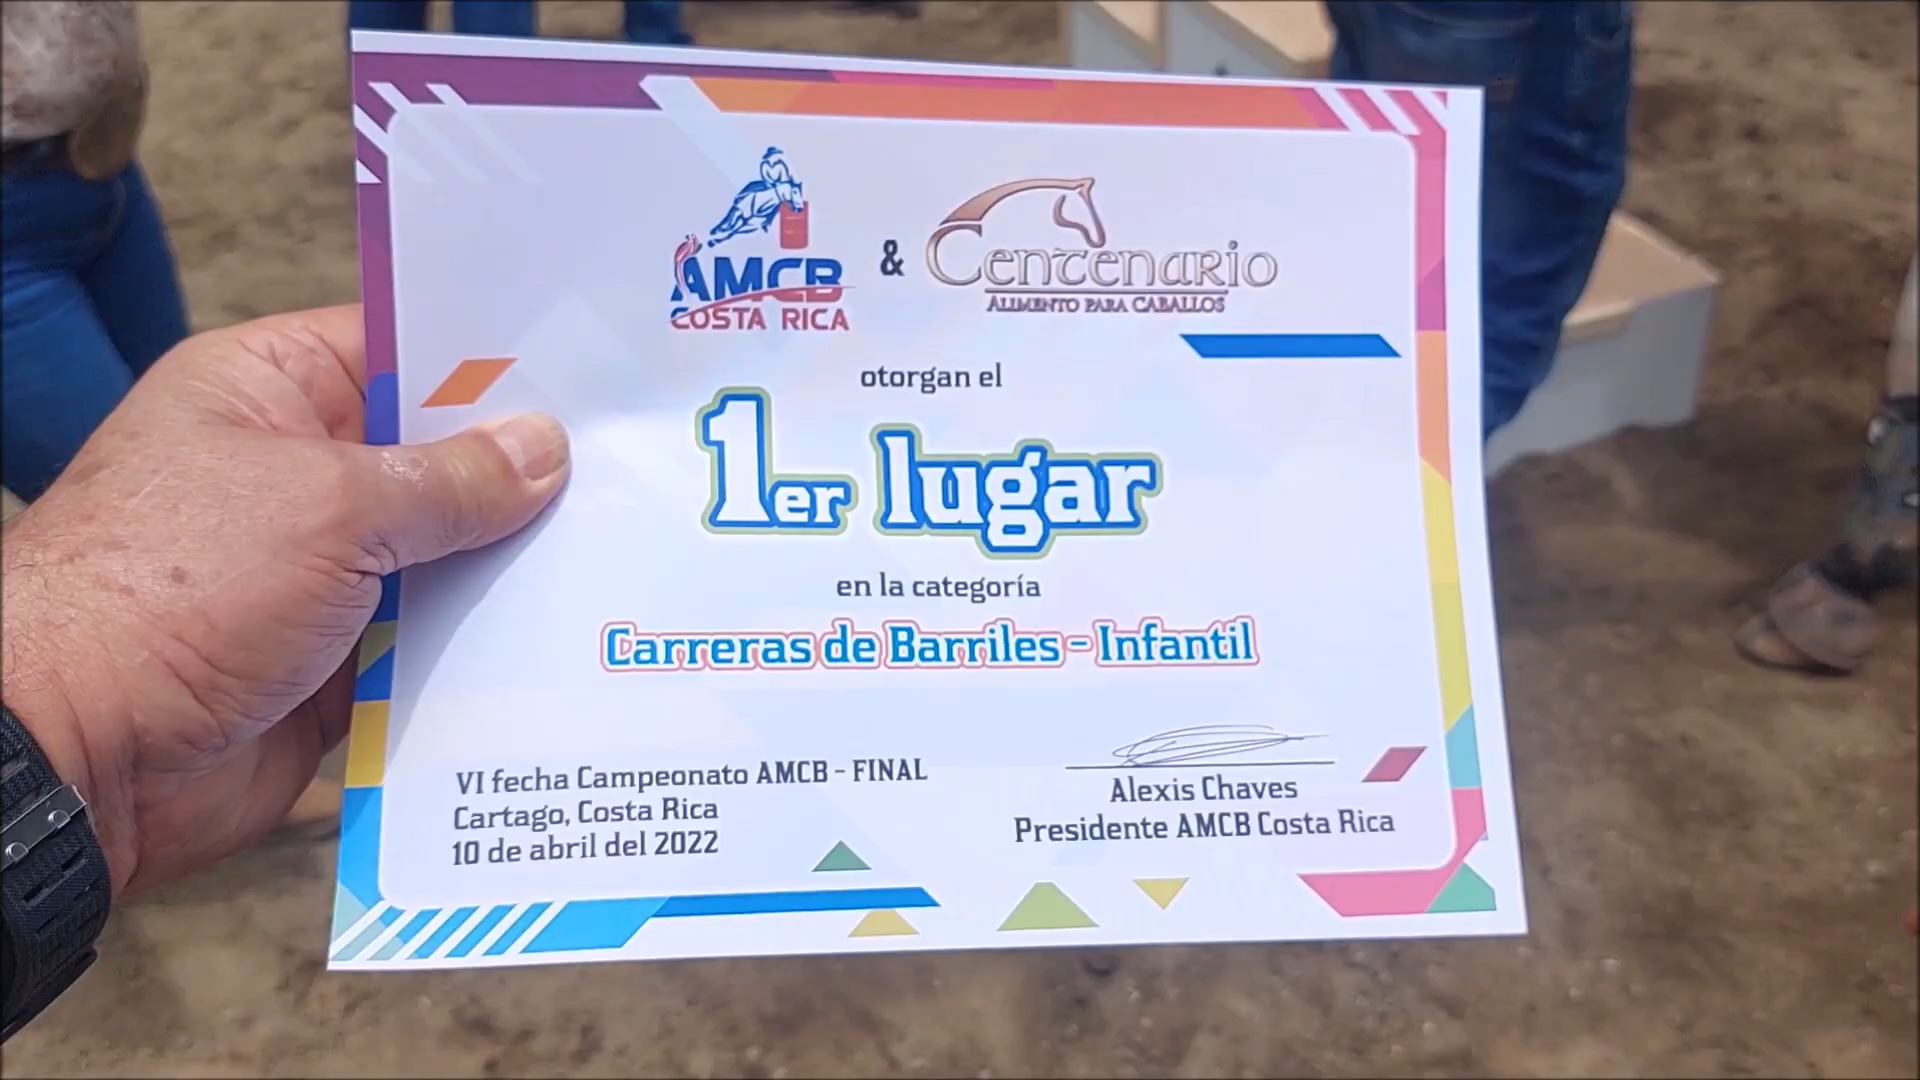 AMCB
COSTA RICA
&
Centenario
ALIMENTO PARA CABALLOS
otorgan el
1er lugar
en la categoría
Carreras de Barriles - Infantil
VI fecha Campeonato AMCB - FINAL
Cartago, Costa Rica
10 de abril del 2022
Alexis Chaves
Presidente AMCB Costa Rica